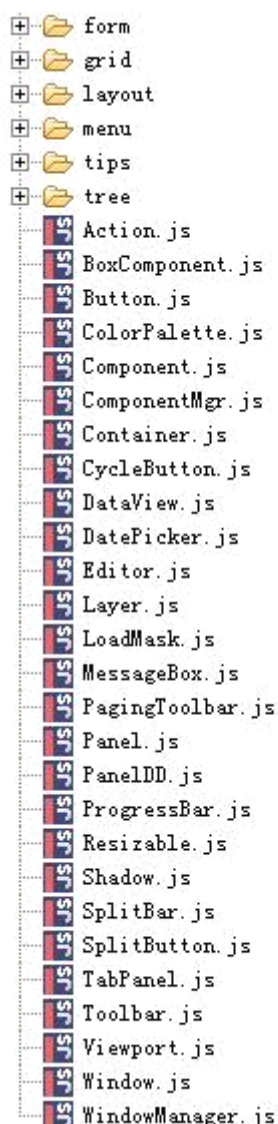 form
grid
layout
menu
tips
tree
Action.js
BoxComponent.js
Button.js
ColorPalette.js
Component.js
ComponentMgr.js
Container.js
CycleButton.js
DataView.js
DatePicker.js
Editor.js
Layer.js
LoadMask.js
MessageBox.js
PagingToolbar.js
Panel.js
PanelDD.js
ProgressBar.js
Resizable.js
Shadow.js
SplitBar.js
SplitButton.js
TabPanel.js
Toolbar.js
Viewport.js
Window.js
WindowManager.js